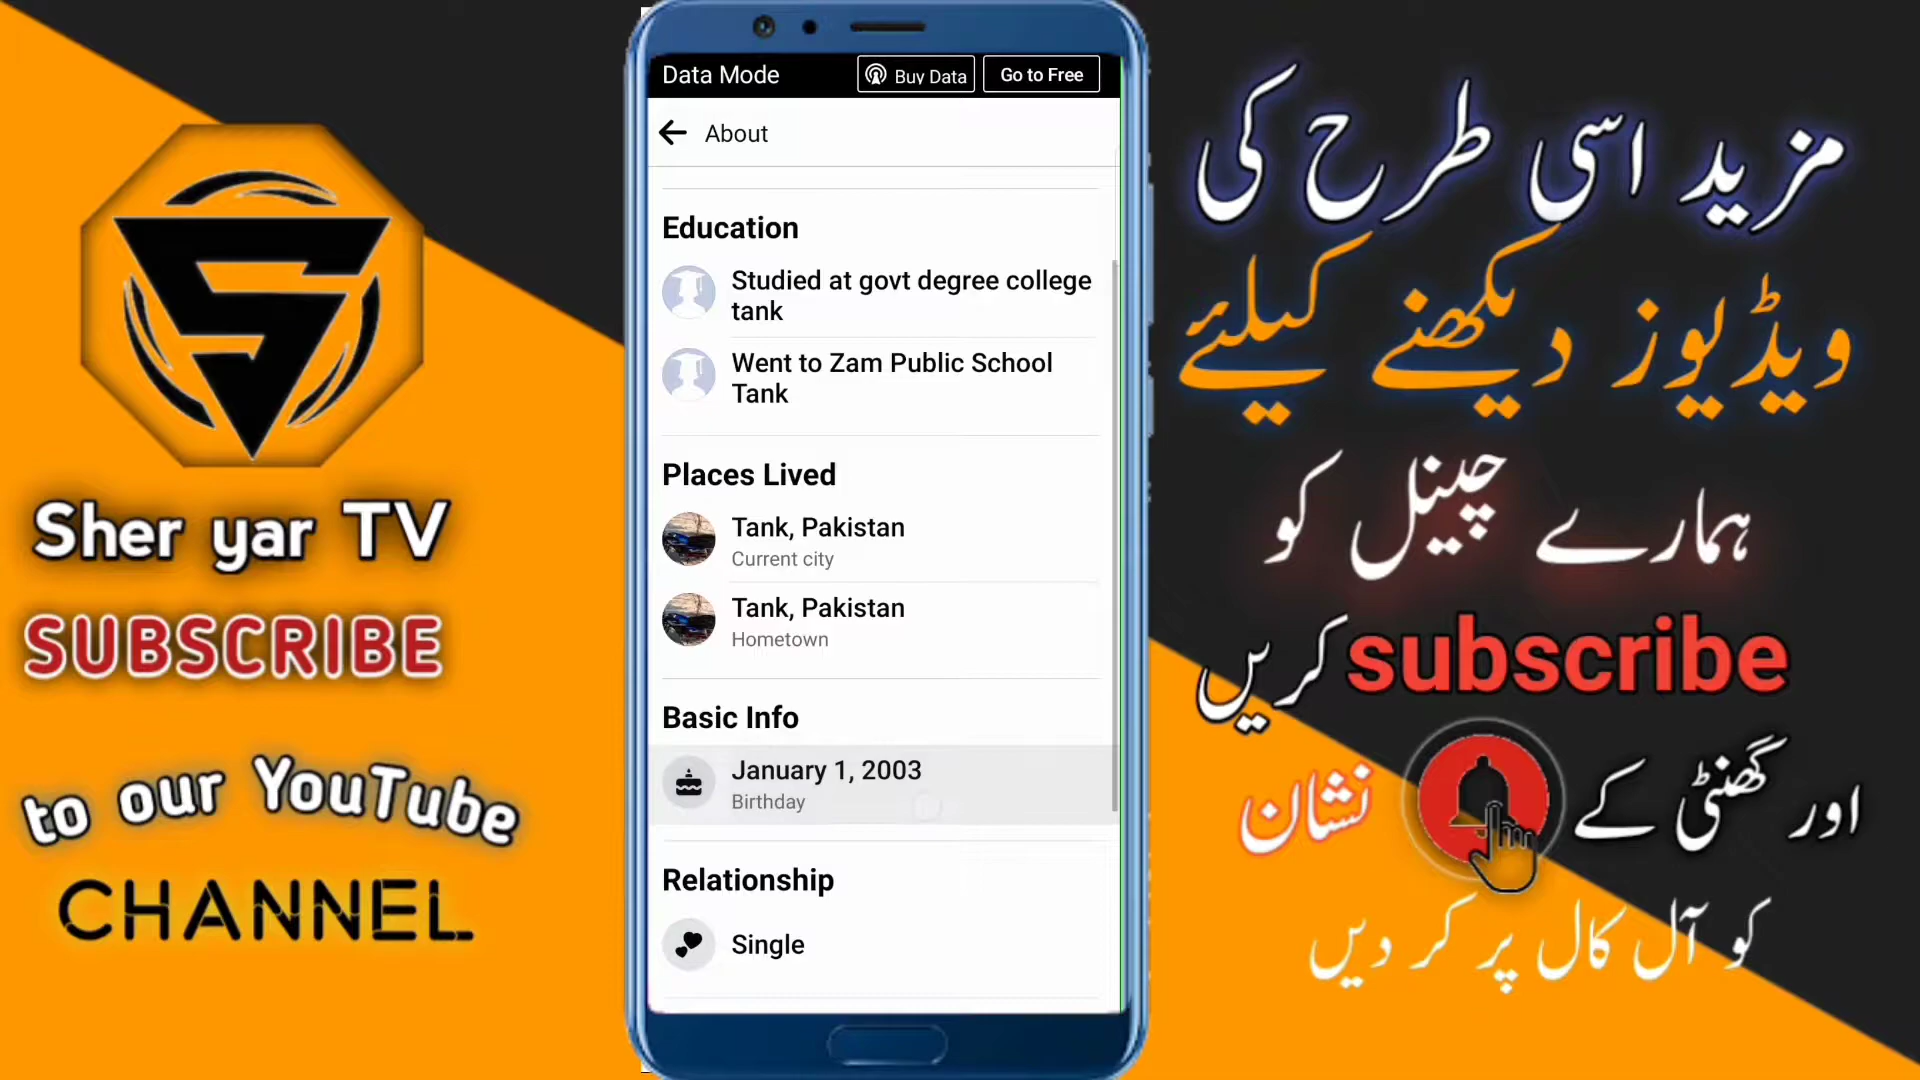 Sher yar TV
SUBSCRIBE
to our YouTube
CHANNEL
Data Mode
Buy Data
Go to Free
About
Education
Studied at govt degree college
tank
Went to Zam Public School
Tank
Places Lived
Tank, Pakistan
Current city
Tank, Pakistan
Hometown
Basic Info
January 1, 2003
Birthday
Relationship
Single
مزید اسی طرح کی
ویڈیوز دیکھنے کیلئے
ہمارے چینل کو
subscribe کریں
اور گھنٹی کے نشان
کو آل کال پر کر دیں